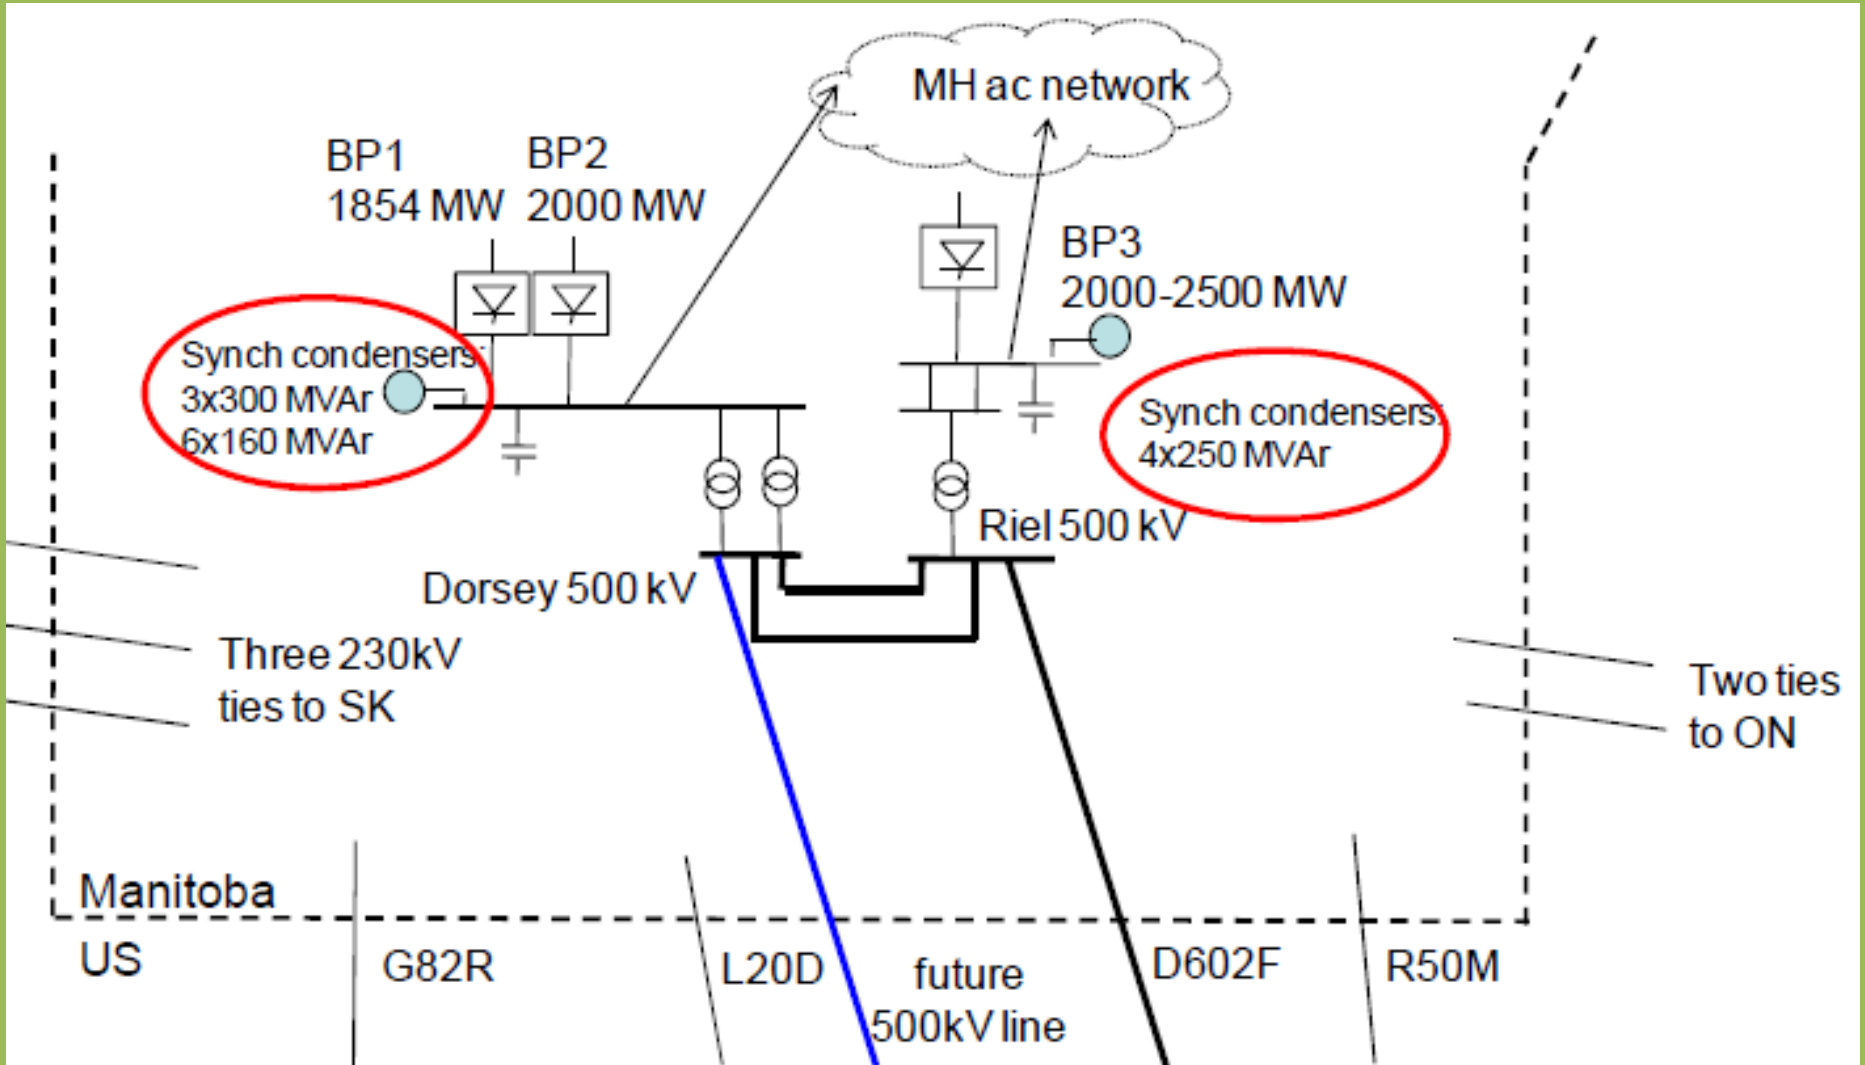 MH ac network
BP1
1854 MW
BP2
2000 MW
BP3
2000-2500 MW
Synch condensers:
3x300 MVAr
6x160 MVAr
Synch condensers:
4x250 MVAr
Riel 500 kV
Dorsey 500 kV
Three 230kV
ties to SK
Two ties
to ON
Manitoba
US
G82R
L20D
future
500kV line
D602F
R50M